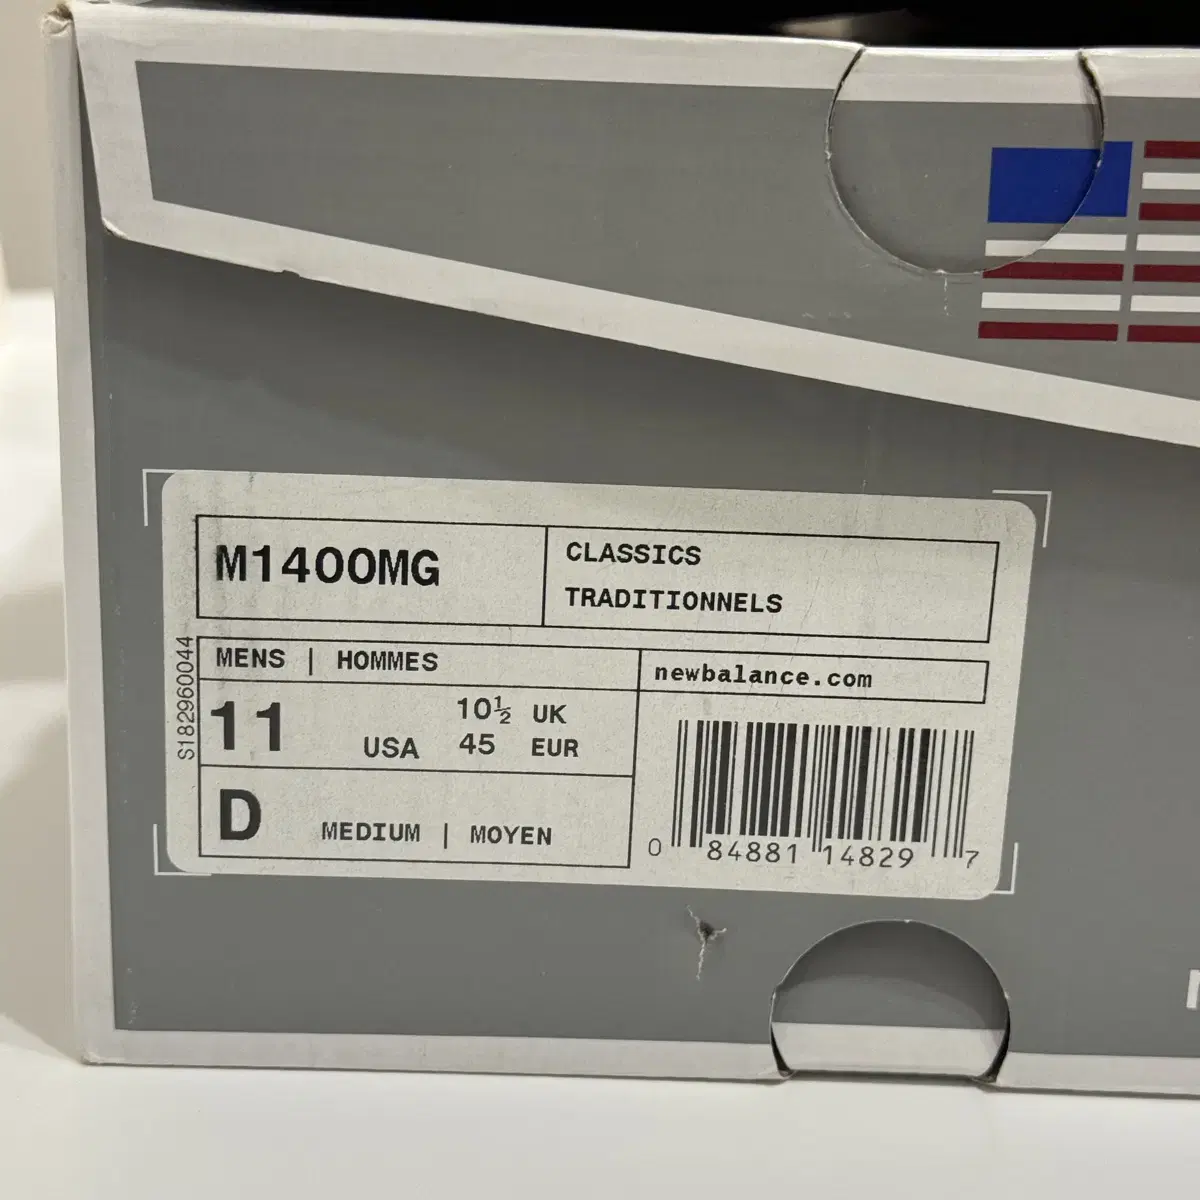 M1400MG
CLASSICS
TRADITIONNELS
MENS | HOMMES
newbalance.com
11 USA
10½ UK
45 EUR
D MEDIUM | MOYEN
S182960044
0 84881 14829 7